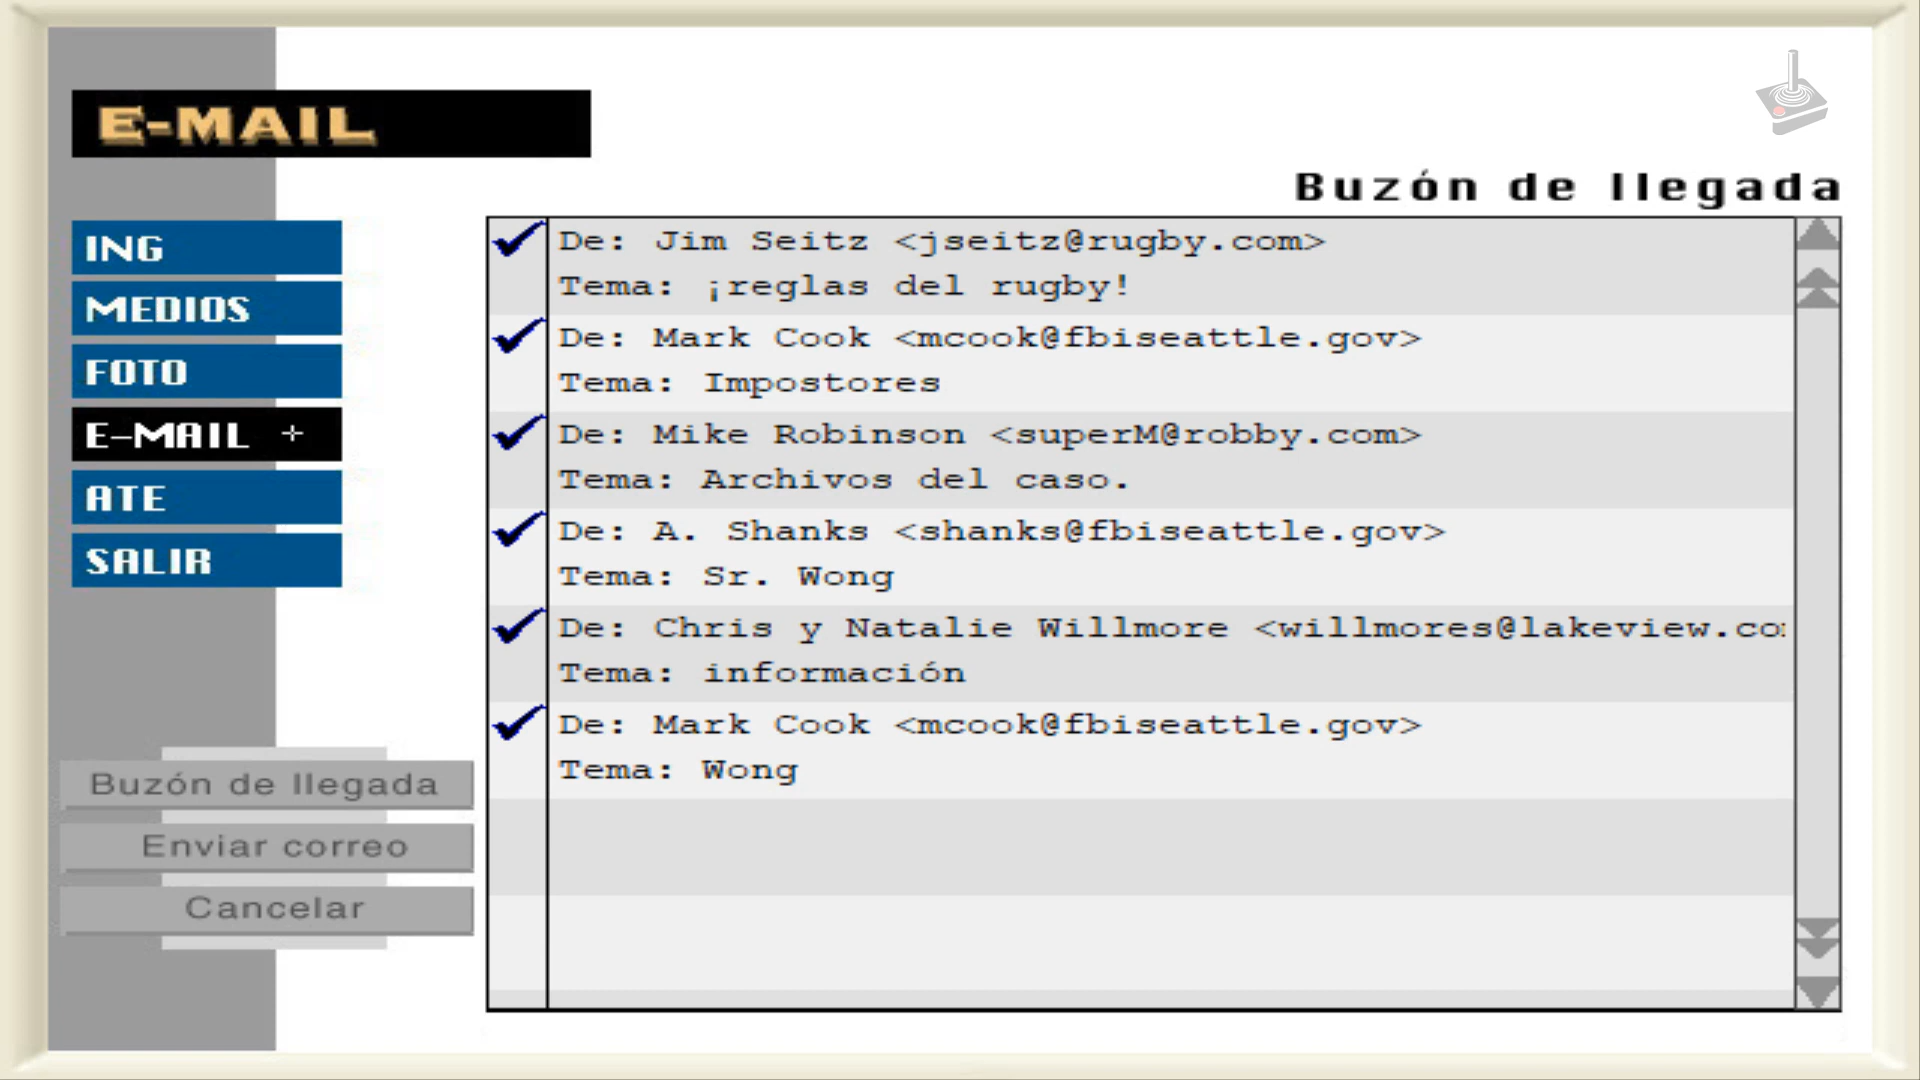 E-MAIL
Buzón de llegada
ING
MEDIOS
FOTO
E-MAIL
ATE
SALIR
De: Jim Seitz <jseitz@rugby.com>
Tema: ¡reglas del rugby!
De: Mark Cook <mcook@fbiseattle.gov>
Tema: Impostores
De: Mike Robinson <superM@robby.com>
Tema: Archivos del caso.
De: A. Shanks <shanks@fbiseattle.gov>
Tema: Sr. Wong
De: Chris y Natalie Willmore <willmores@lakeview.co
Tema: información
De: Mark Cook <mcook@fbiseattle.gov>
Tema: Wong
Buzón de llegada
Enviar correo
Cancelar